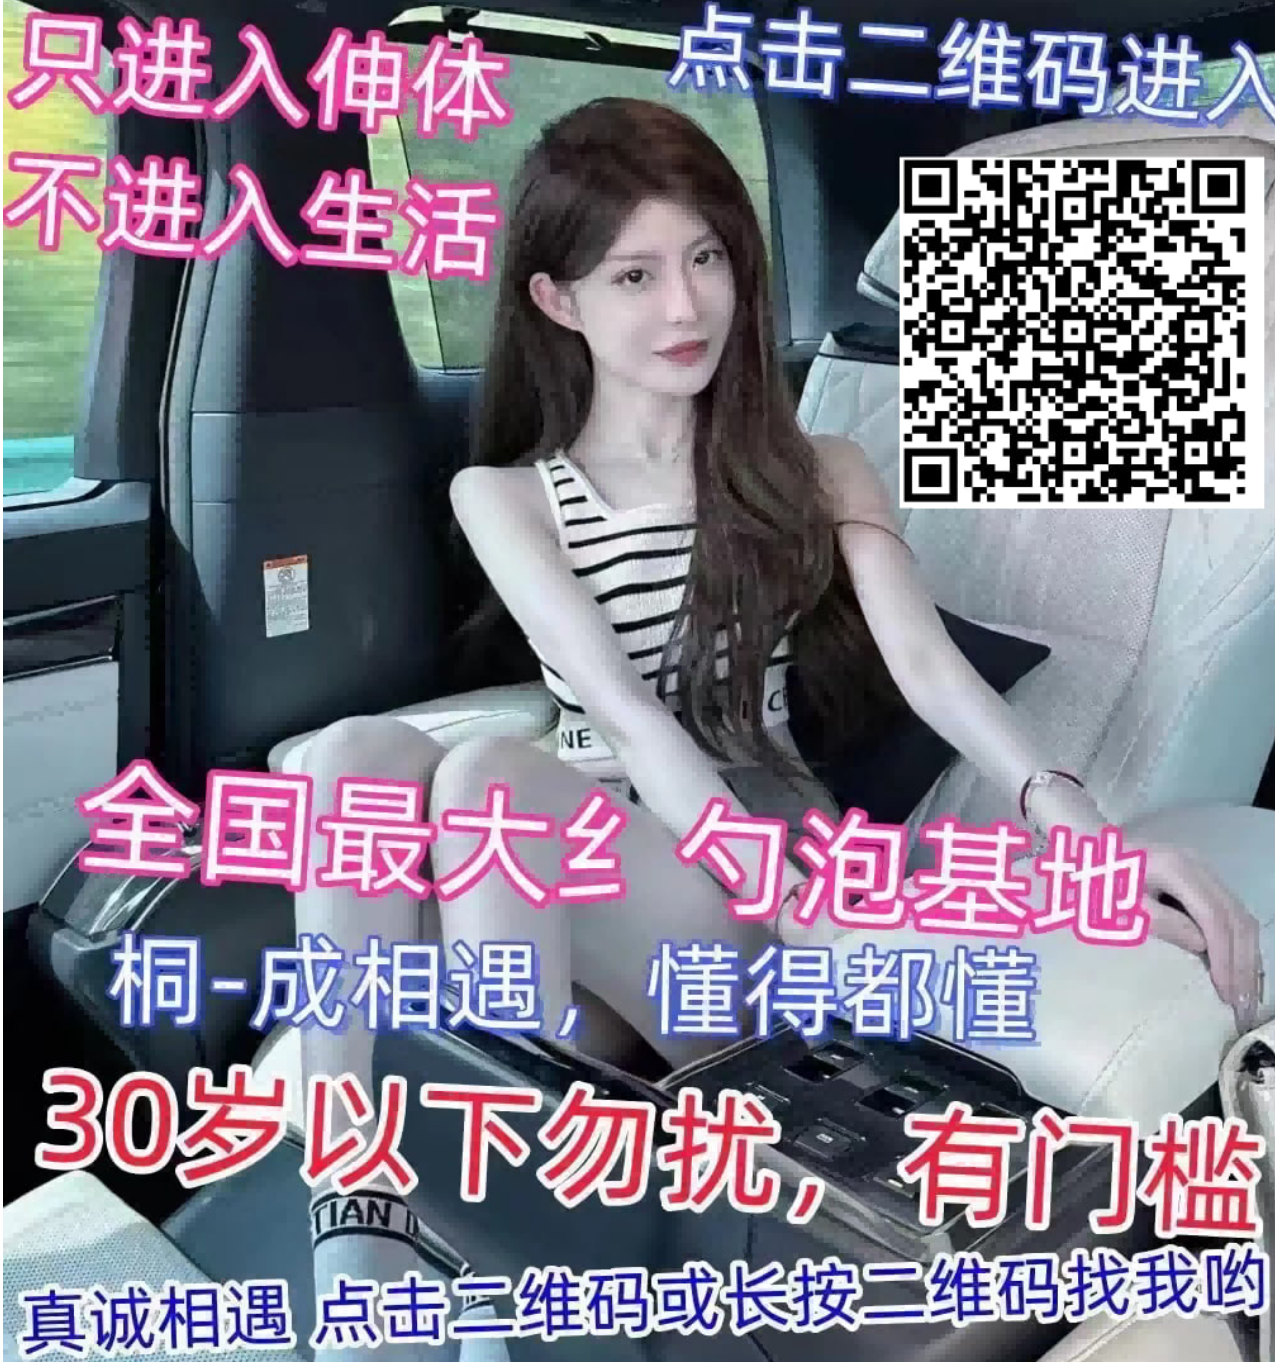 只进入伸体
不进入生活
点击二维码进入
NE
全国最大纟勺泡基地
桐-成相遇，懂得都懂
30岁以下勿扰，有门槛
TIAN D
真诚相遇 点击二维码或长按二维码找我哟